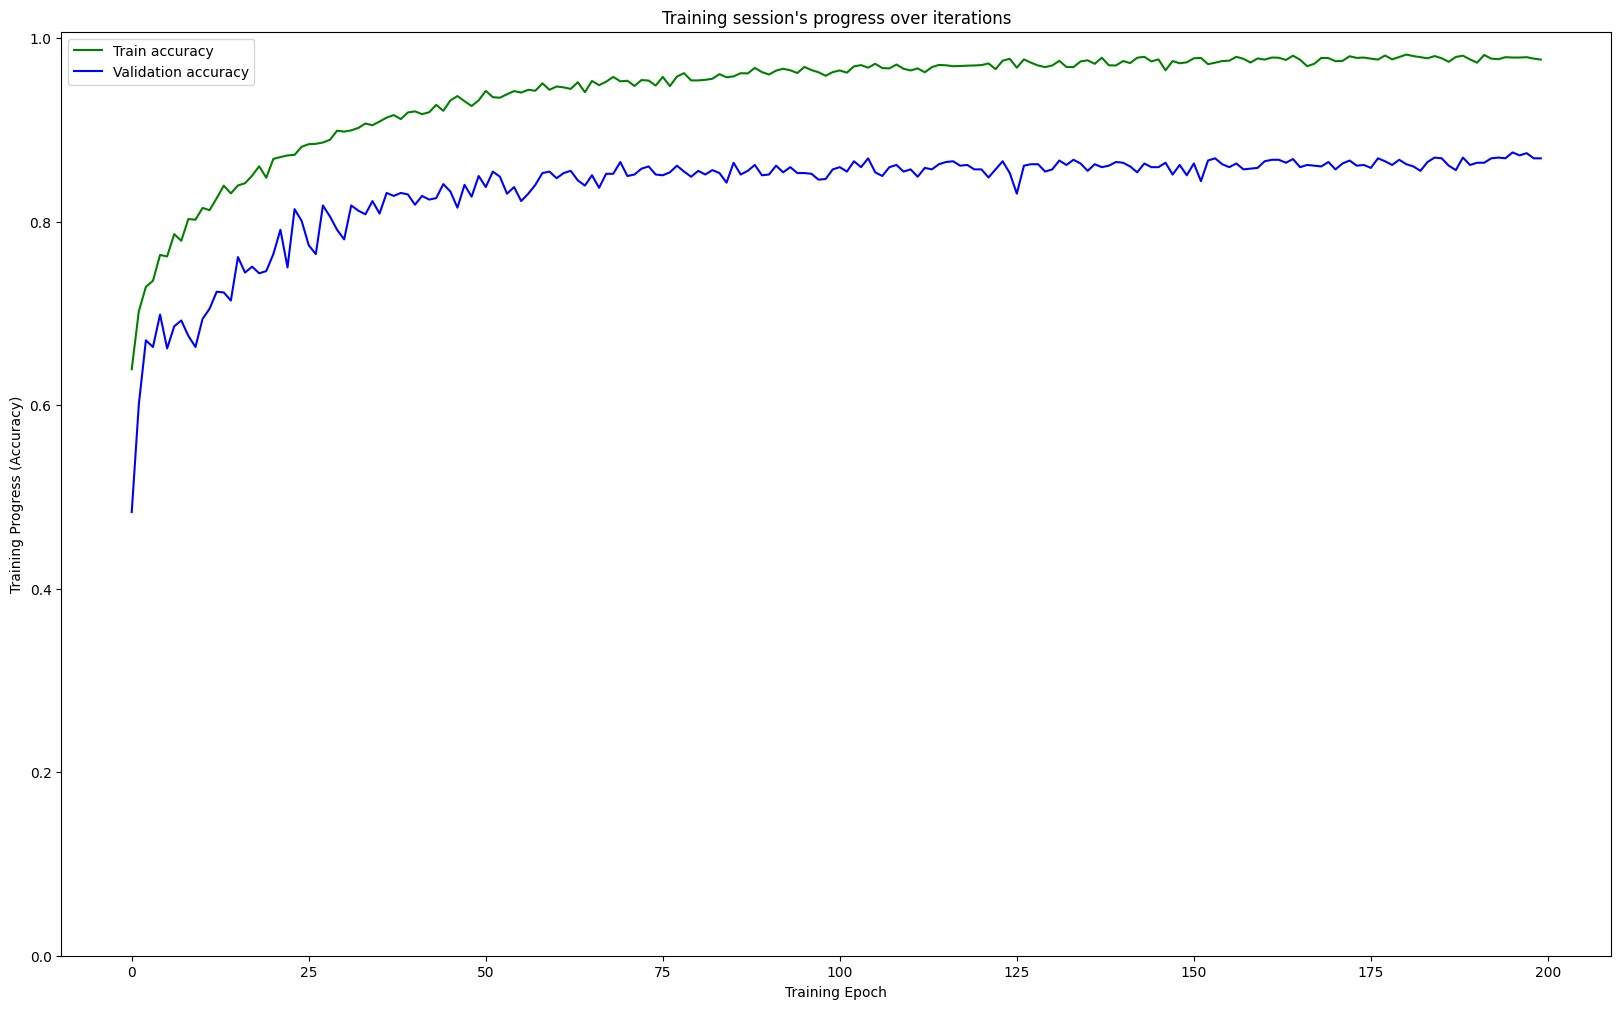 Training session's progress over iterations
Train accuracy
Validation accuracy
1.0
0.8
0.6
0.4
0.2
0.0
Training Progress (Accuracy)
0 25 50 75 100 125 150 175 200
Training Epoch